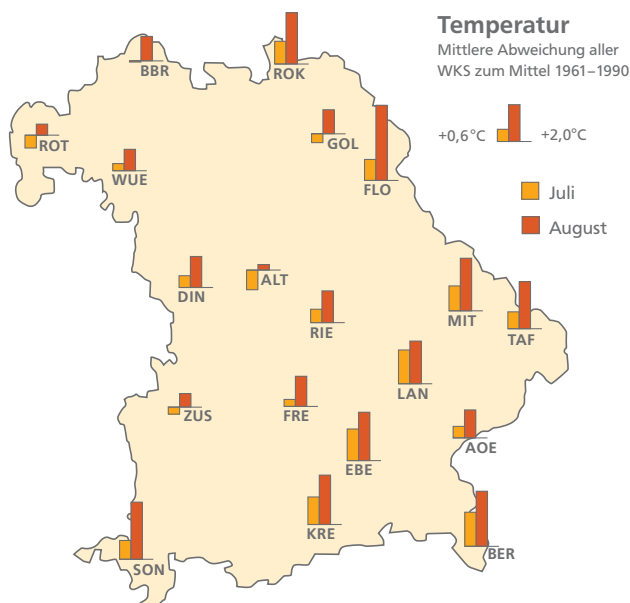 Temperatur
Mittlere Abweichung aller
WKS zum Mittel 1961–1990
+0,6°C
+2,0°C
Juli
August
BBR
ROK
ROT
GOL
WUE
FLO
DIN
ALT
RIE
MIT
TAF
LAN
ZUS
FRE
AOE
EBE
KRE
BER
SON